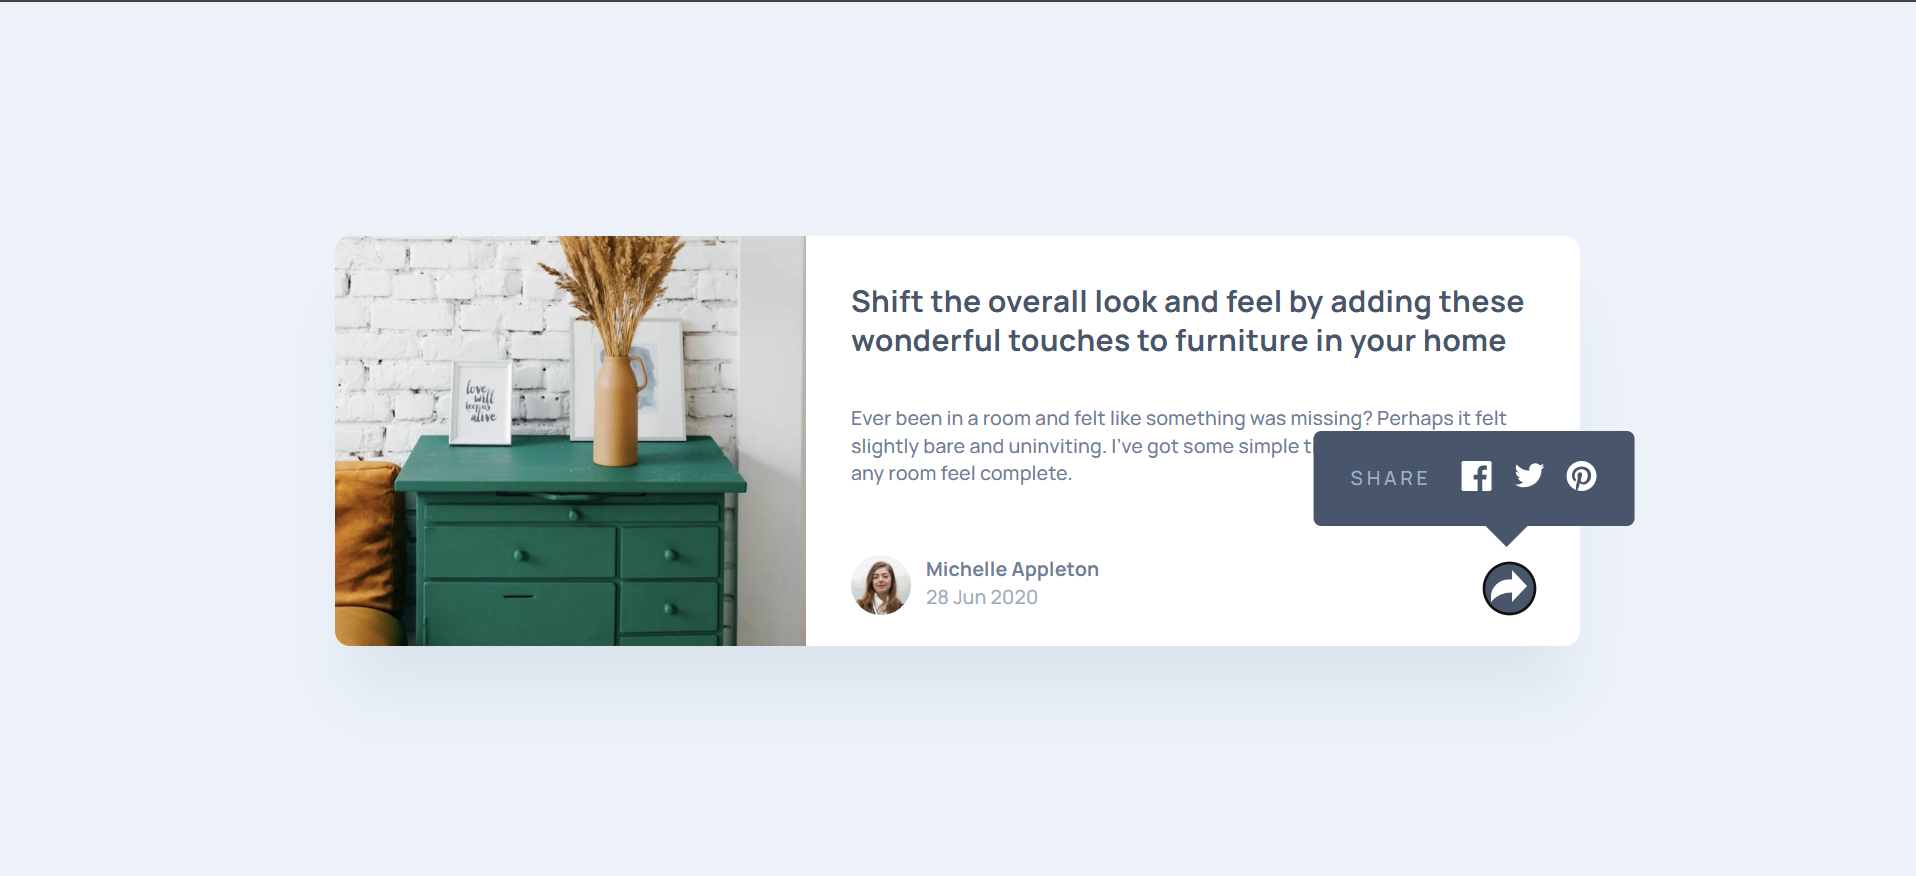 love
will
keep us
alive
Shift the overall look and feel by adding these
wonderful touches to furniture in your home
Ever been in a room and felt like something was missing? Perhaps it felt
slightly bare and uninviting. I've got some simple t
any room feel complete.
SHARE
Michelle Appleton
28 Jun 2020